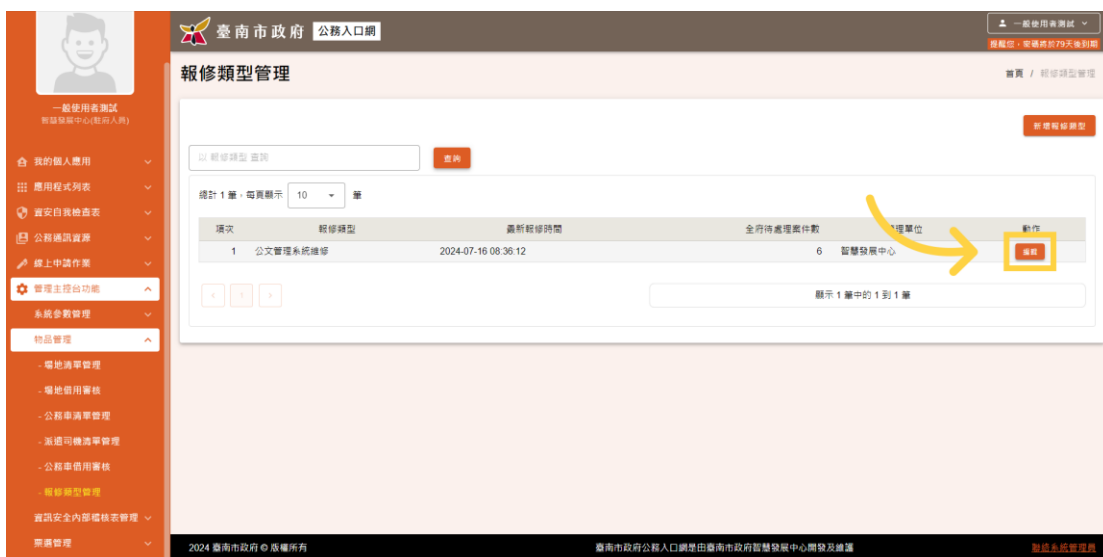 臺南市政府 公務入口網
一般使用者測試
提醒您，密碼將於79天後到期
報修類型管理
首頁 / 報修類型管理
一般使用者測試
智慧發展中心(駐府人員)
新增報修類型
以 報修類型 查詢
查詢
總計 1 筆，每頁顯示 10 筆
項次 報修類型 最新報修時間 全府待處理案件數 理單位 動作
1 公文管理系統維修 2024-07-16 08:36:12 6 智慧發展中心 編輯
< 1 >
顯示 1 筆中的 1 到 1 筆
我的個人應用
應用程式列表
資安自我檢查表
公務通訊資源
線上申請作業
管理主控台功能
系統參數管理
物品管理
- 場地清單管理
- 場地借用審核
- 公務車清單管理
- 派遣司機清單管理
- 公務車借用審核
- 報修類型管理
資訊安全內部稽核表管理
票選管理
2024 臺南市政府 © 版權所有
臺南市政府公務入口網是由臺南市政府智慧發展中心開發及維護
聯絡系統管理員